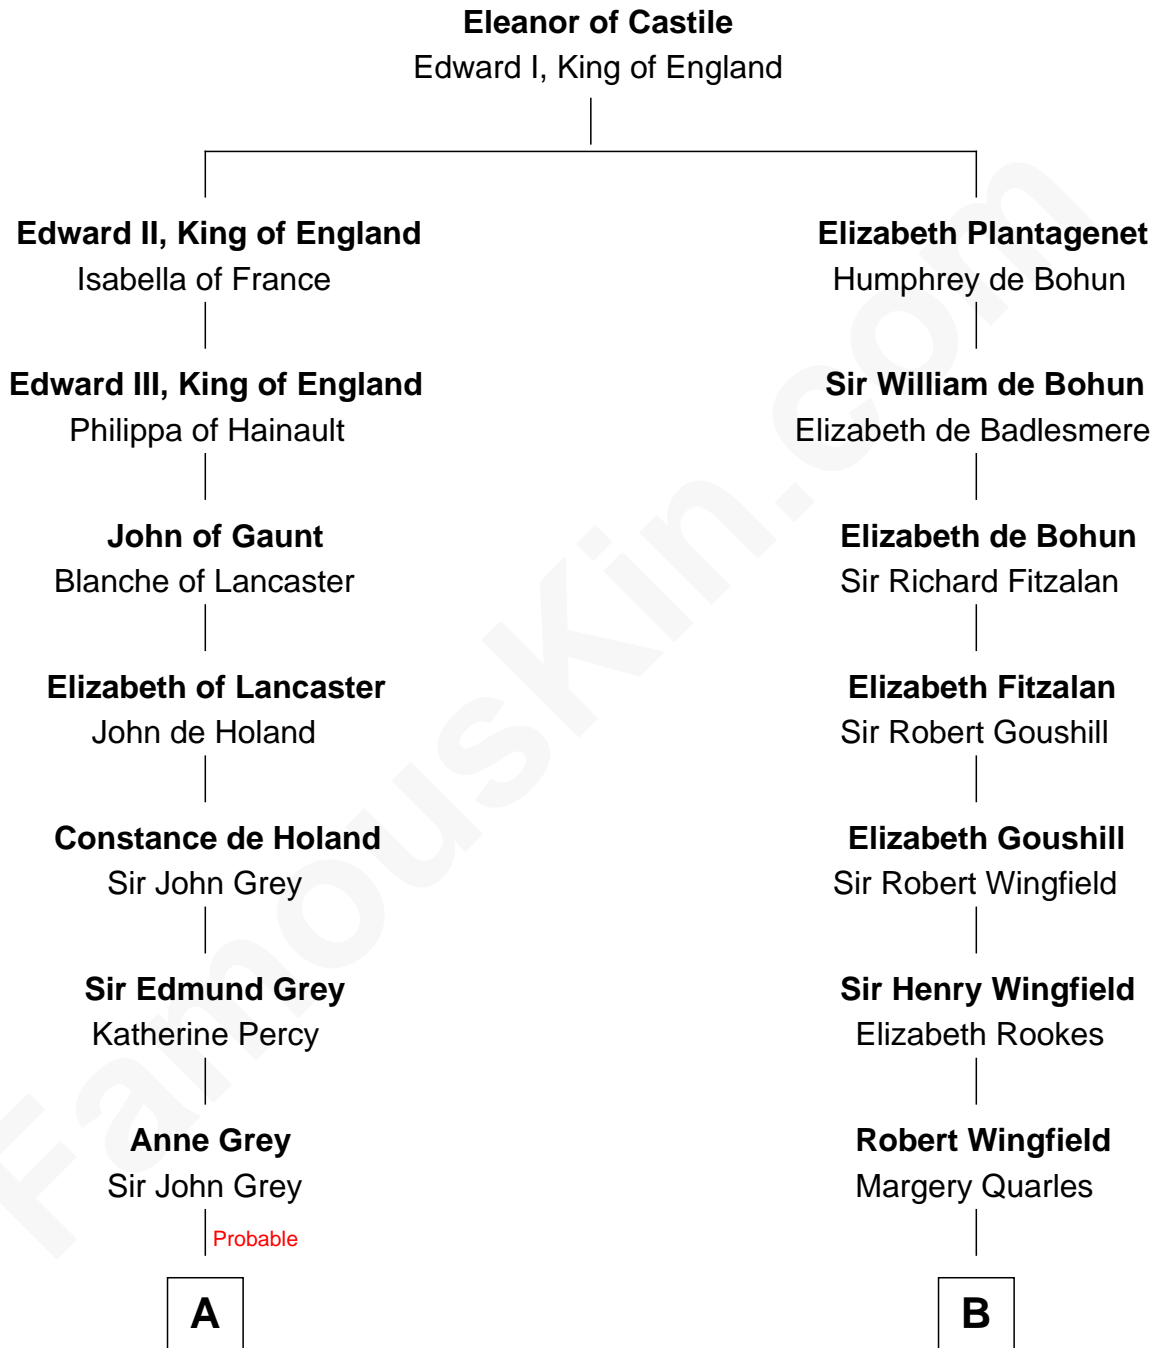 Eleanor of Castile
Edward I, King of England
Edward II, King of England
Isabella of France
Edward III, King of England
Philippa of Hainault
John of Gaunt
Blanche of Lancaster
Elizabeth of Lancaster
John de Holand
Constance de Holand
Sir John Grey
Sir Edmund Grey
Katherine Percy
Anne Grey
Sir John Grey
Probable
A
Elizabeth Plantagenet
Humphrey de Bohun
Sir William de Bohun
Elizabeth de Badlesmere
Elizabeth de Bohun
Sir Richard Fitzalan
Elizabeth Fitzalan
Sir Robert Goushill
Elizabeth Goushill
Sir Robert Wingfield
Sir Henry Wingfield
Elizabeth Rookes
Robert Wingfield
Margery Quarles
B
FamousKin.com